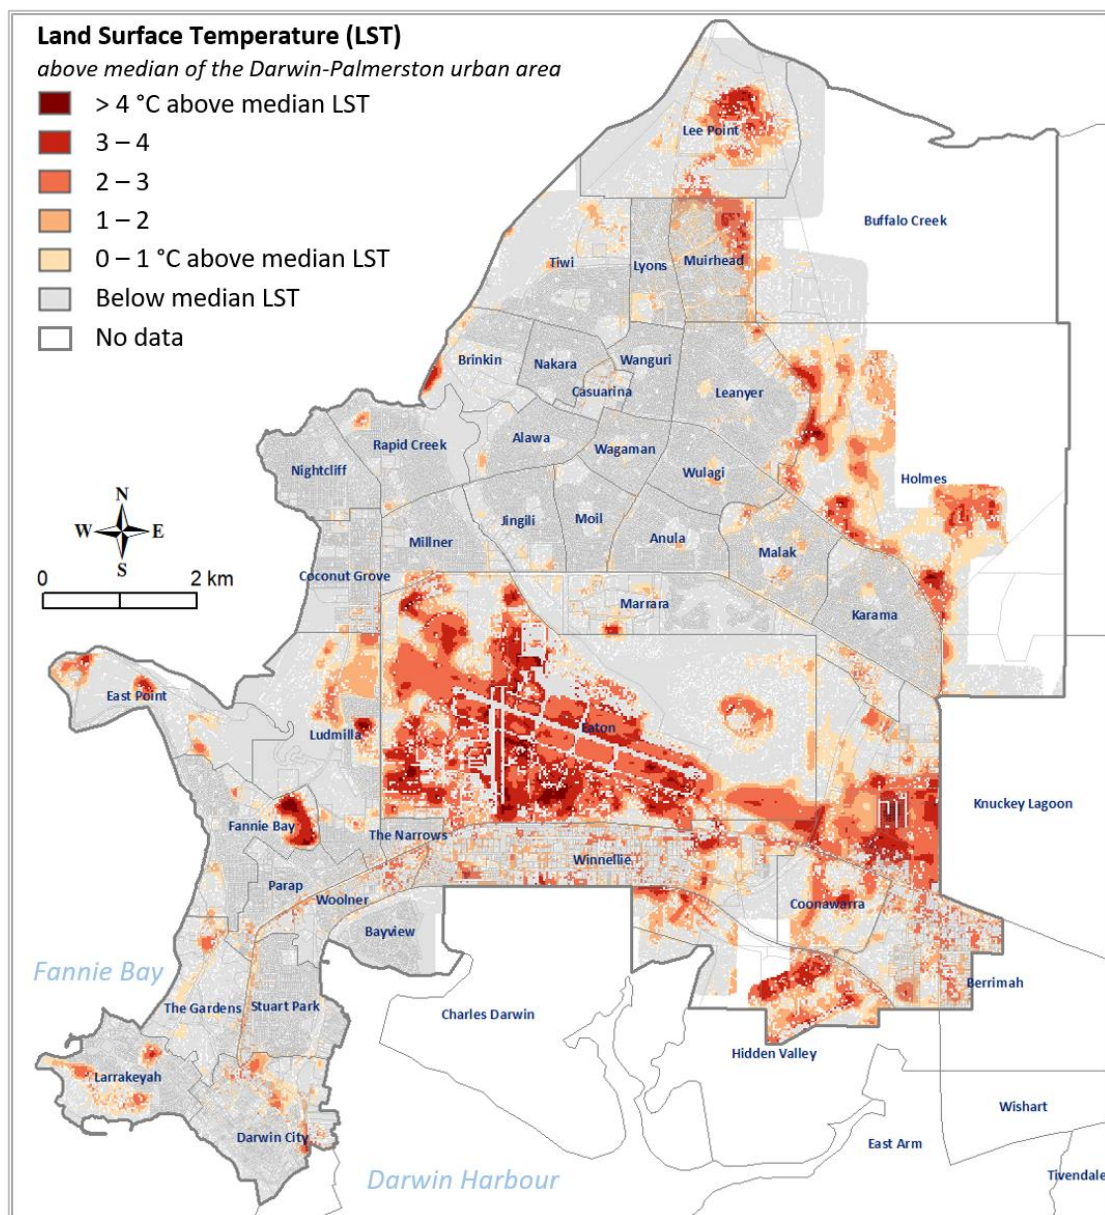 Land Surface Temperature (LST)
above median of the Darwin-Palmerston urban area
> 4 °C above median LST
3 – 4
2 – 3
1 – 2
0 – 1 °C above median LST
Below median LST
No data
Lee Point
Buffalo Creek
Tiwi
Lyons
Muirhead
Brinkin
Nakara
Wanguri
Casuarina
Leanyer
Rapid Creek
Alawa
Wagaman
Nightcliff
Wulagi
Holmes
N
W
E
S
Jingili
Moil
Anula
Millner
Malak
0
2 km
Coconut Grove
Marrara
Karama
East Point
Ludmilla
Eaton
Knuckey Lagoon
Fannie Bay
The Narrows
Winnellie
Parap
Woolner
Coonawarra
Bayview
Fannie Bay
Berrimah
The Gardens
Stuart Park
Charles Darwin
Hidden Valley
Larrakeyah
Wishart
Darwin City
East Arm
Darwin Harbour
Tivendale